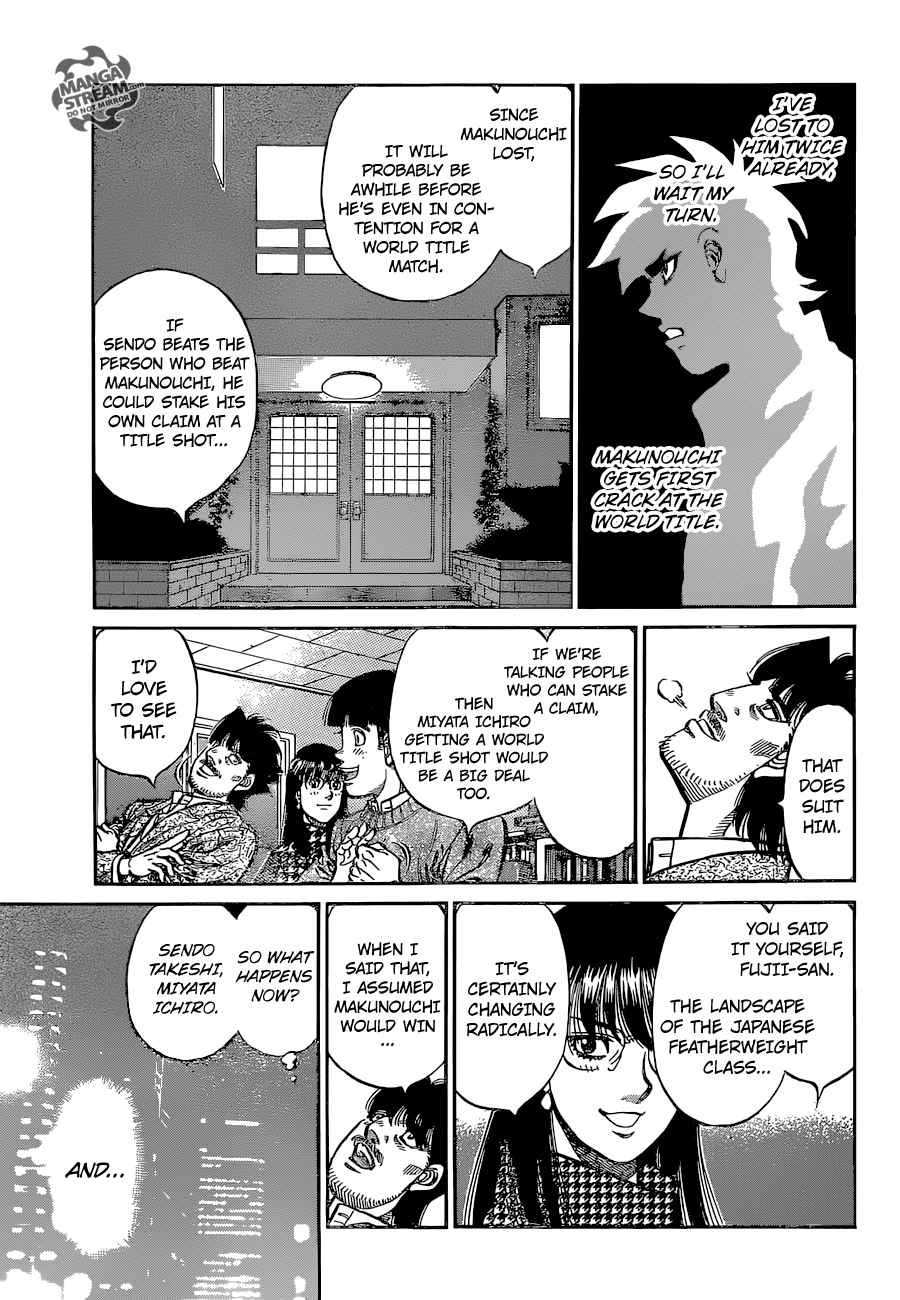 MANGA
STREAM.com
DO NOT MIRROR
I'VE
LOST TO
HIM TWICE
ALREADY,
SO I'LL
WAIT MY
TURN.
MAKUNOUCHI
GETS FIRST
CRACK AT THE
WORLD TITLE.
SINCE
MAKUNOUCHI
LOST,
IT WILL
PROBABLY BE
AWHILE BEFORE
HE'S EVEN IN CON-
TENTION FOR A
WORLD TITLE
MATCH.
IF
SENDO BEATS THE
PERSON WHO BEAT
MAKUNOUCHI, HE
COULD STAKE HIS
OWN CLAIM AT A
TITLE SHOT...
THAT
DOES
SUIT
HIM.
IF WE'RE
TALKING PEOPLE
WHO CAN STAKE
A CLAIM,
THEN
MIYATA ICHIRO
GETTING A WORLD
TITLE SHOT WOULD
BE A BIG DEAL
TOO.
I'D
LOVE
TO SEE
THAT.
YOU SAID
IT YOURSELF,
FUJII-SAN.
THE LANDSCAPE
OF THE JAPANESE
FEATHERWEIGHT
CLASS...
IT'S
CERTAINLY
CHANGING
RADICALLY.
WHEN I
SAID THAT,
I ASSUMED
MAKUNOUCHI
WOULD WIN
...
SO WHAT
HAPPENS
NOW?
SENDO
TAKESHI,
MIYATA
ICHIRO.
AND...